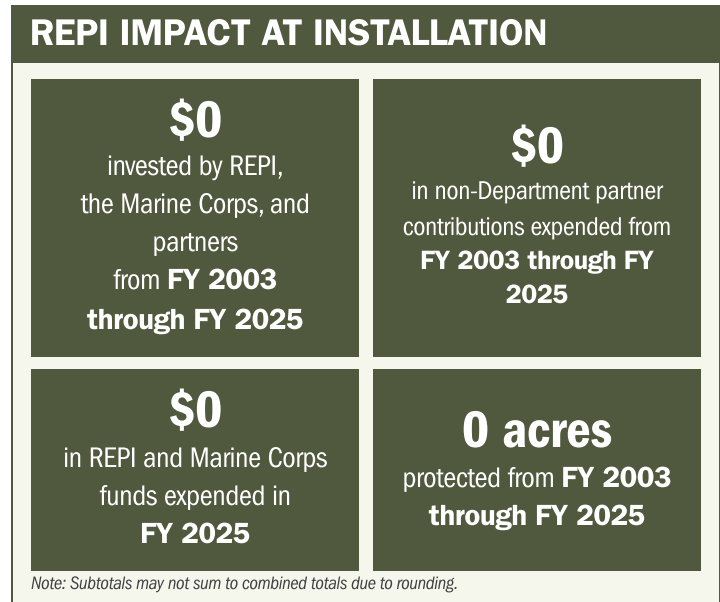 REPI IMPACT AT INSTALLATION
$0
invested by REPI,
the Marine Corps, and
partners
from FY 2003
through FY 2025
$0
in non-Department partner
contributions expended from
FY 2003 through FY
2025
$0
in REPI and Marine Corps
funds expended in
FY 2025
0 acres
protected from FY 2003
through FY 2025
Note: Subtotals may not sum to combined totals due to rounding.